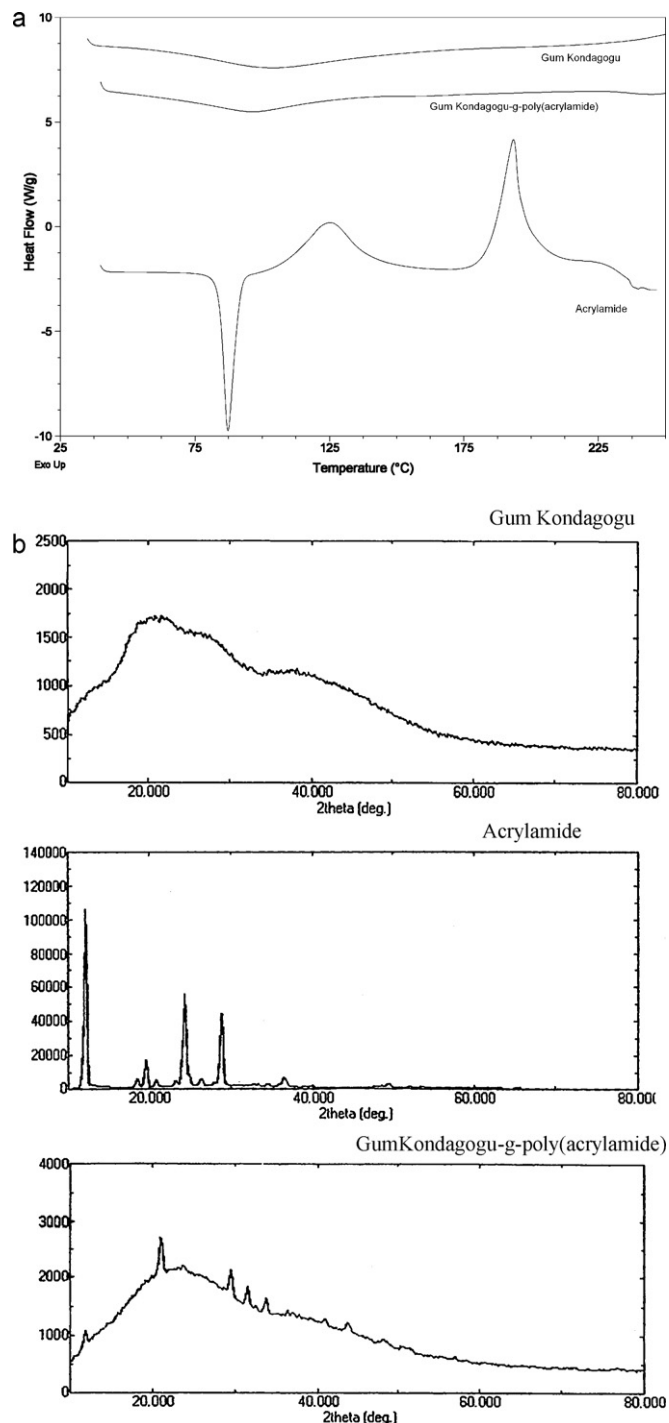 a
10
Gum Kondagogu
5
Gum Kondagogu-g-poly(acrylamide)
0
Heat Flow (W/g)
Acrylamide
-5
-10
25 75 125 175 225
Exo Up
Temperature (°C)
b
Gum Kondagogu
2500
2000
1500
1000
500
0
20.000 40.000 60.000 80.000
2theta (deg.)
Acrylamide
140000
120000
100000
80000
60000
40000
20000
0
20.000 40.000 60.000 80.000
2theta (deg.)
GumKondagogu-g-poly(acrylamide)
4000
3000
2000
1000
0
20.000 40.000 60.000 80.000
2theta (deg.)